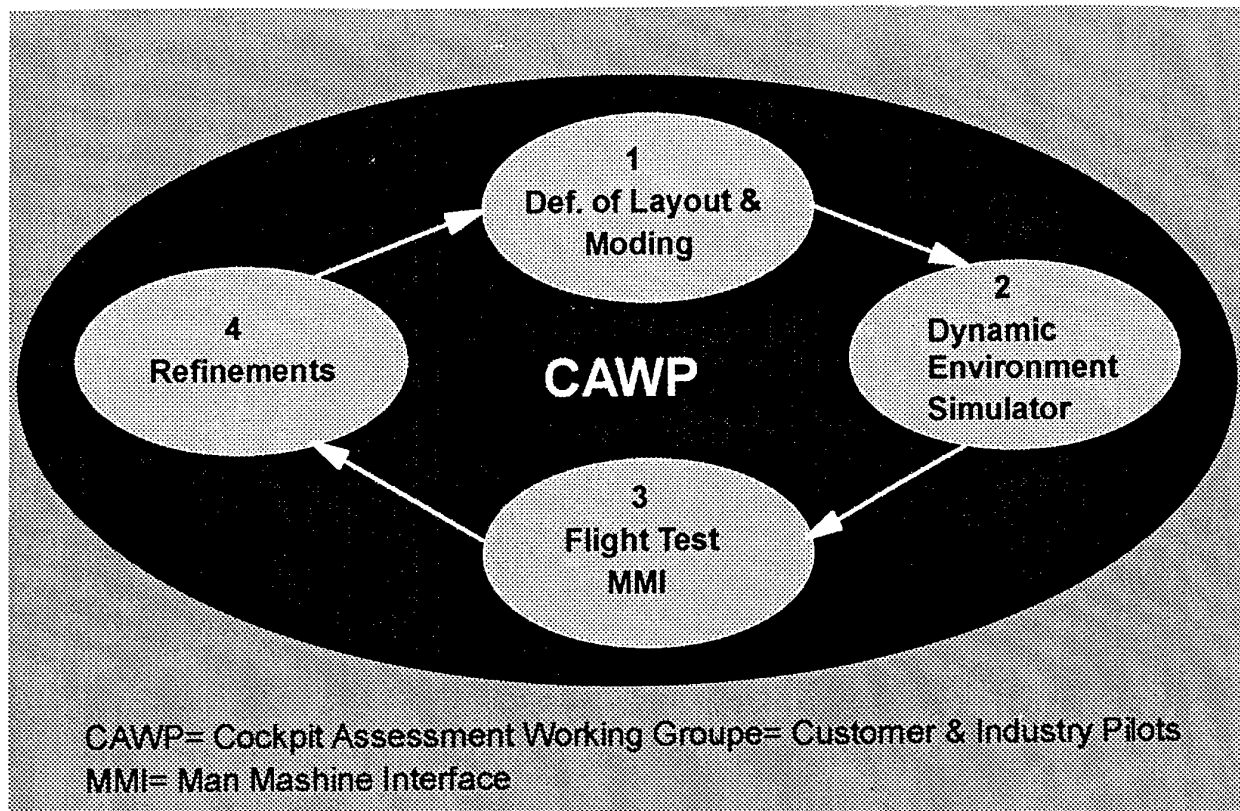 1
Def. of Layout &
Moding
2
Dynamic
Environment
Simulator
CAWP
4
Refinements
3
Flight Test
MMI
CAWP= Cockpit Assessment Working Groupe= Customer & Industry Pilots
MMI= Man Mashine Interface